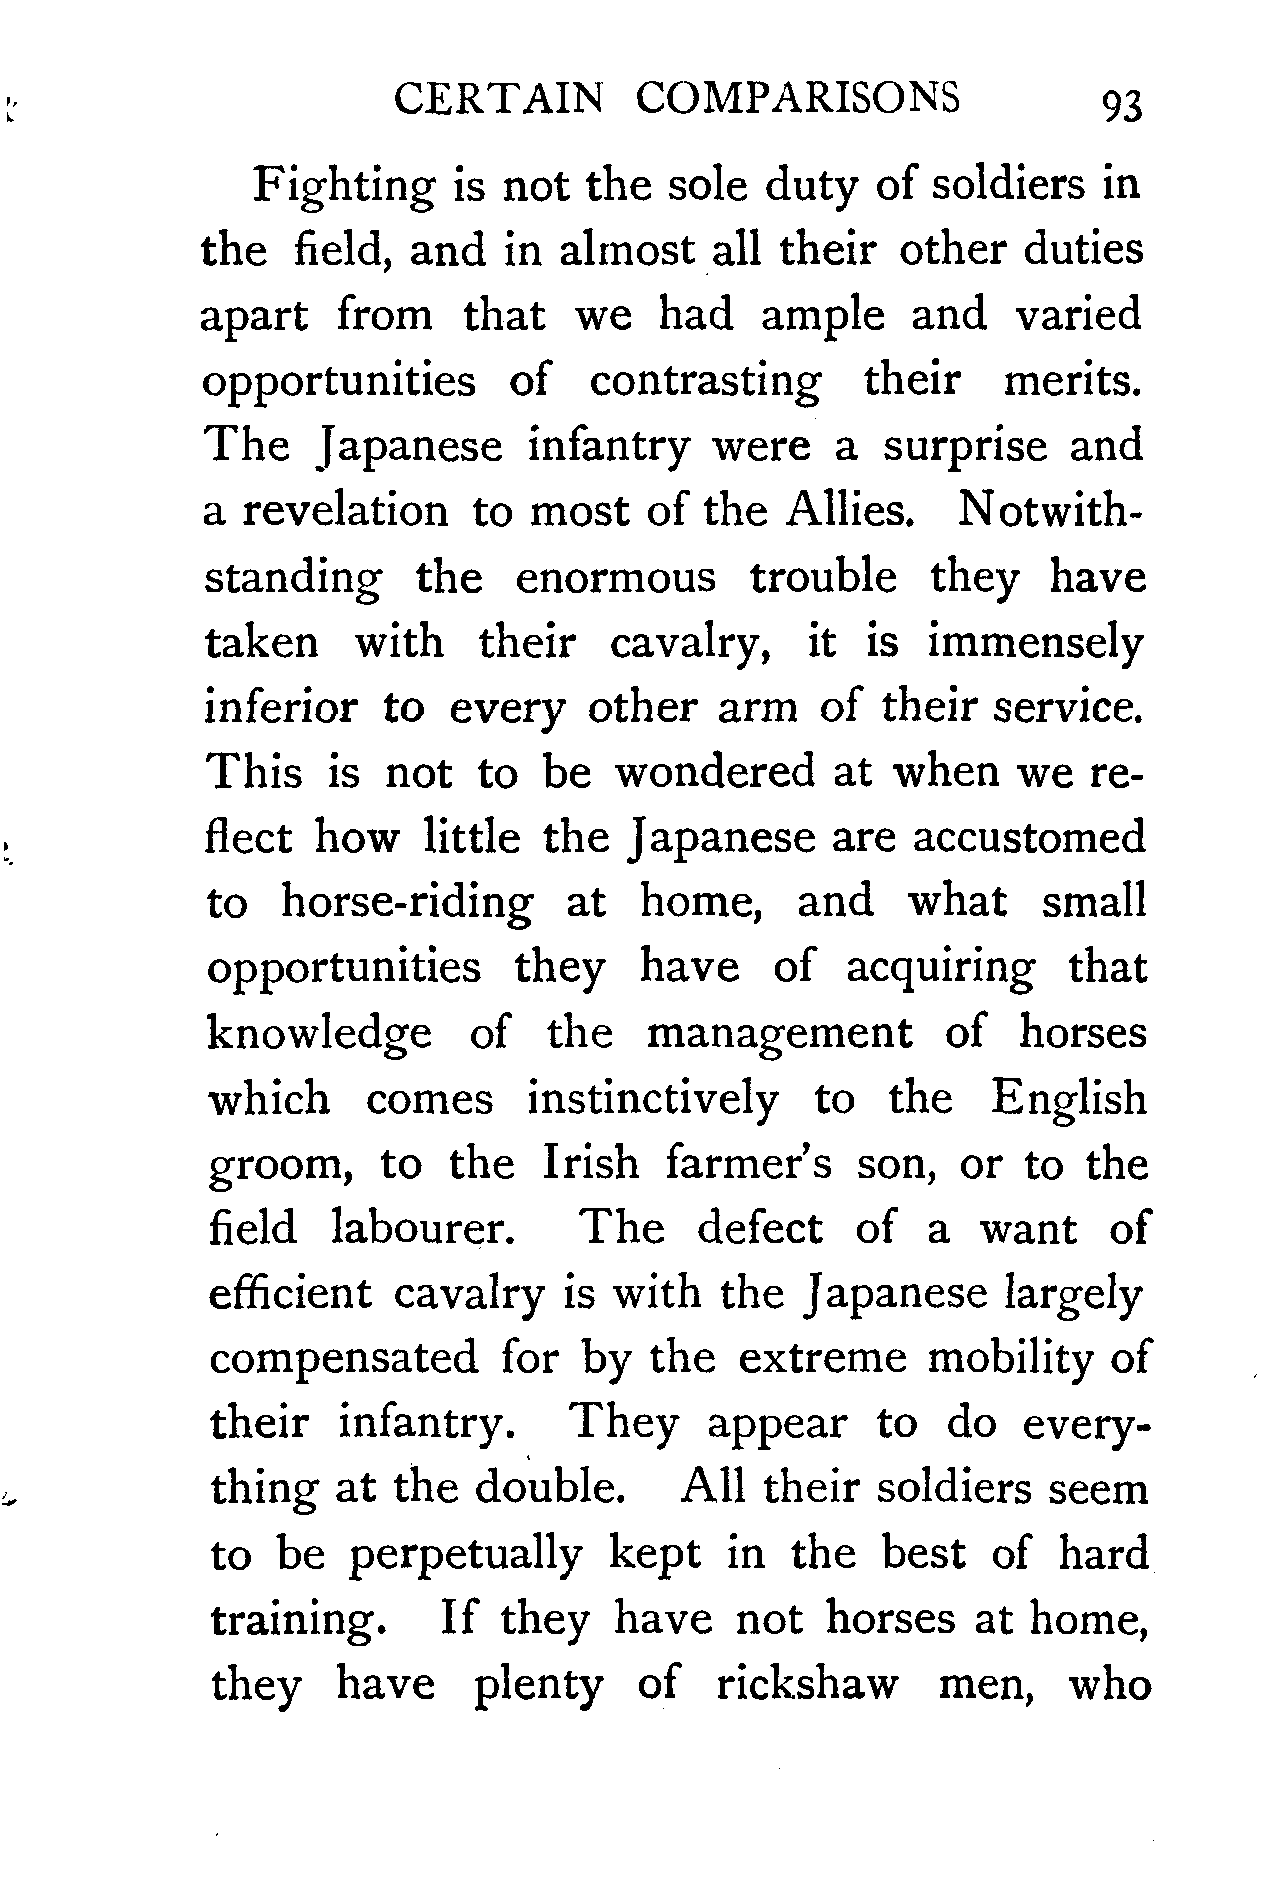 CERTAIN COMPARISONS 93
Fighting is not the sole duty of soldiers in
the field, and in almost all their other duties
apart from that we had ample and varied
opportunities of contrasting their merits.
The Japanese infantry were a surprise and
a revelation to most of the Allies. Notwith-
standing the enormous trouble they have
taken with their cavalry, it is immensely
inferior to every other arm of their service.
This is not to be wondered at when we re-
flect how little the Japanese are accustomed
to horse-riding at home, and what small
opportunities they have of acquiring that
knowledge of the management of horses
which comes instinctively to the English
groom, to the Irish farmer's son, or to the
field labourer. The defect of a want of
efficient cavalry is with the Japanese largely
compensated for by the extreme mobility of
their infantry. They appear to do every-
thing at the double. All their soldiers seem
to be perpetually kept in the best of hard
training. If they have not horses at home,
they have plenty of rickshaw men, who